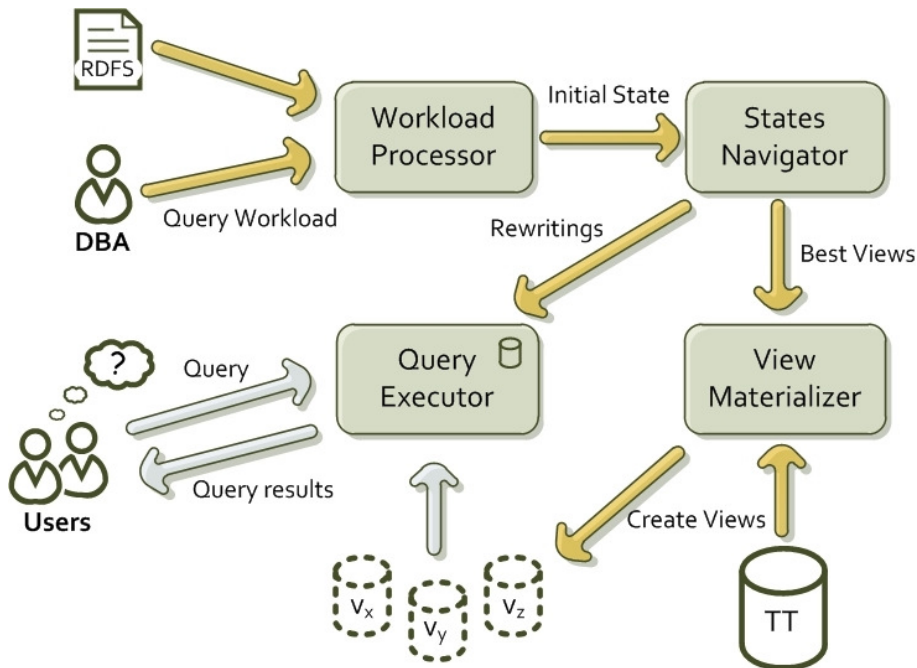 RDFS
Workload
Processor
Initial State
States
Navigator
DBA
Query Workload
Rewritings
Best Views
?
Query
Query
Executor
View
Materializer
Users
Query results
Create Views
vx
vy
vz
TT